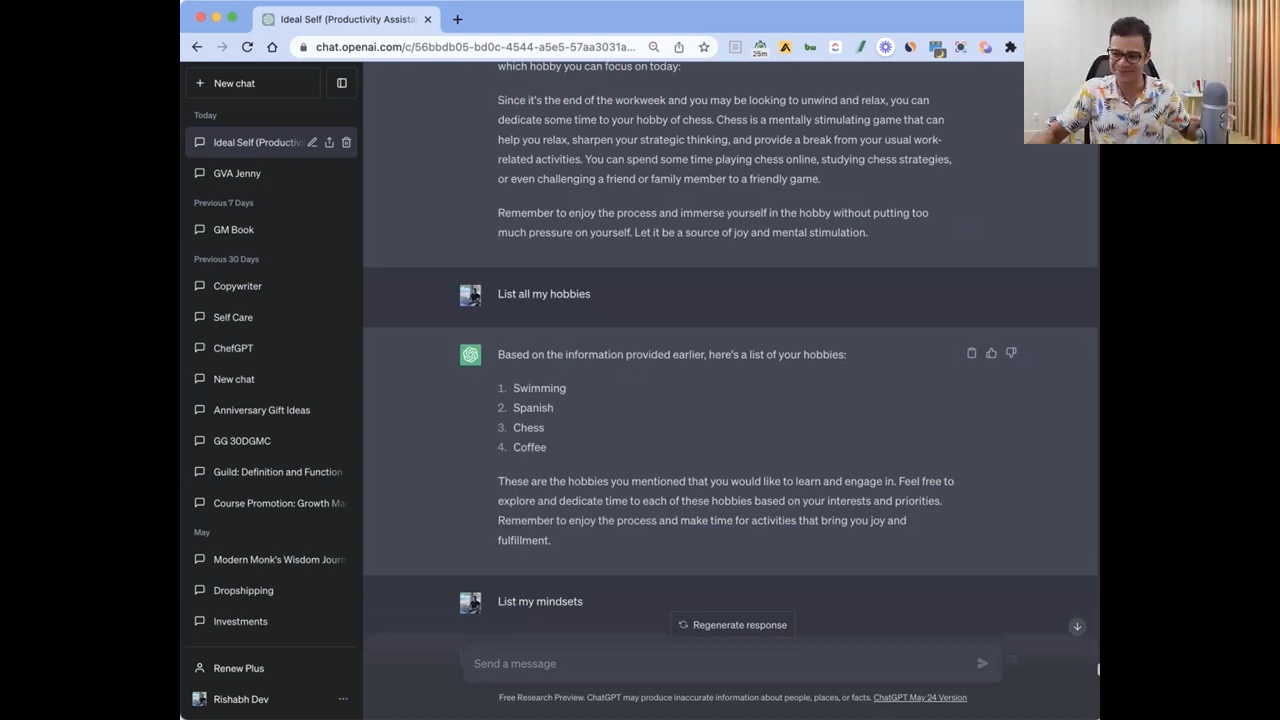 Ideal Self (Productivity Assista
chat.openai.com/c/56bbdb05-bd0c-4544-a5e5-57aa3031a...
25m
New chat
Today
Ideal Self (Productivi
GVA Jenny
Previous 7 Days
GM Book
Previous 30 Days
Copywriter
Self Care
ChefGPT
New chat
Anniversary Gift Ideas
GG 30DGMC
Guild: Definition and Function
Course Promotion: Growth Ma
May
Modern Monk's Wisdom Journ
Dropshipping
Investments
Renew Plus
Rishabh Dev
which hobby you can focus on today:
Since it's the end of the workweek and you may be looking to unwind and relax, you can
dedicate some time to your hobby of chess. Chess is a mentally stimulating game that can
help you relax, sharpen your strategic thinking, and provide a break from your usual work-
related activities. You can spend some time playing chess online, studying chess strategies,
or even challenging a friend or family member to a friendly game.
Remember to enjoy the process and immerse yourself in the hobby without putting too
much pressure on yourself. Let it be a source of joy and mental stimulation.
List all my hobbies
Based on the information provided earlier, here's a list of your hobbies:
1. Swimming
2. Spanish
3. Chess
4. Coffee
These are the hobbies you mentioned that you would like to learn and engage in. Feel free to
explore and dedicate time to each of these hobbies based on your interests and priorities.
Remember to enjoy the process and make time for activities that bring you joy and
fulfillment.
List my mindsets
Regenerate response
Send a message
Free Research Preview. ChatGPT may produce inaccurate information about people, places, or facts. ChatGPT May 24 Version